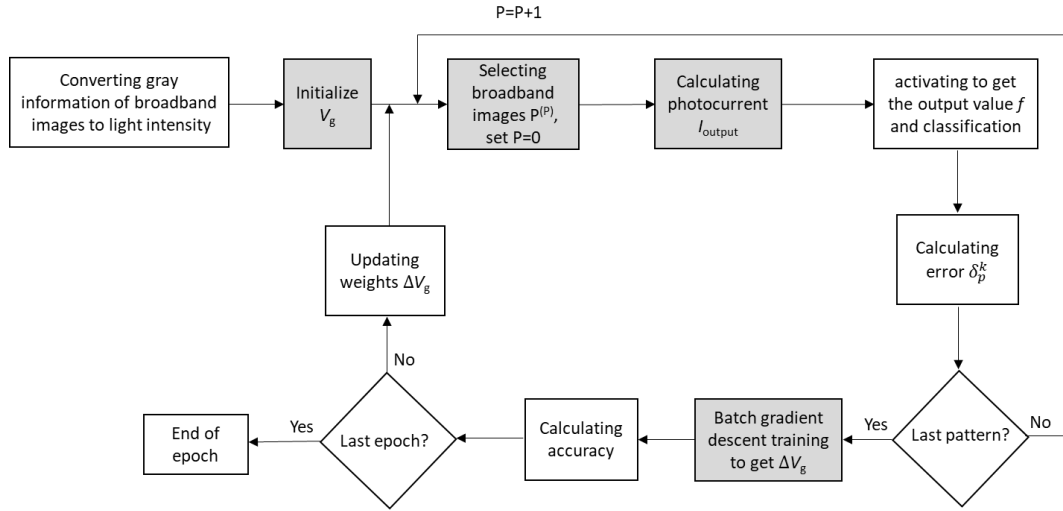 P=P+1
Converting gray
information of broadband
images to light intensity
Initialize
Vg
Selecting
broadband
images P(P),
set P=0
Calculating
photocurrent
Ioutput
activating to get
the output value f
and classification
Calculating
error δₚᵏ
Last pattern?
No
Yes
Batch gradient
descent training
to get ΔVg
Calculating
accuracy
Last epoch?
Yes
End of
epoch
No
Updating
weights ΔVg